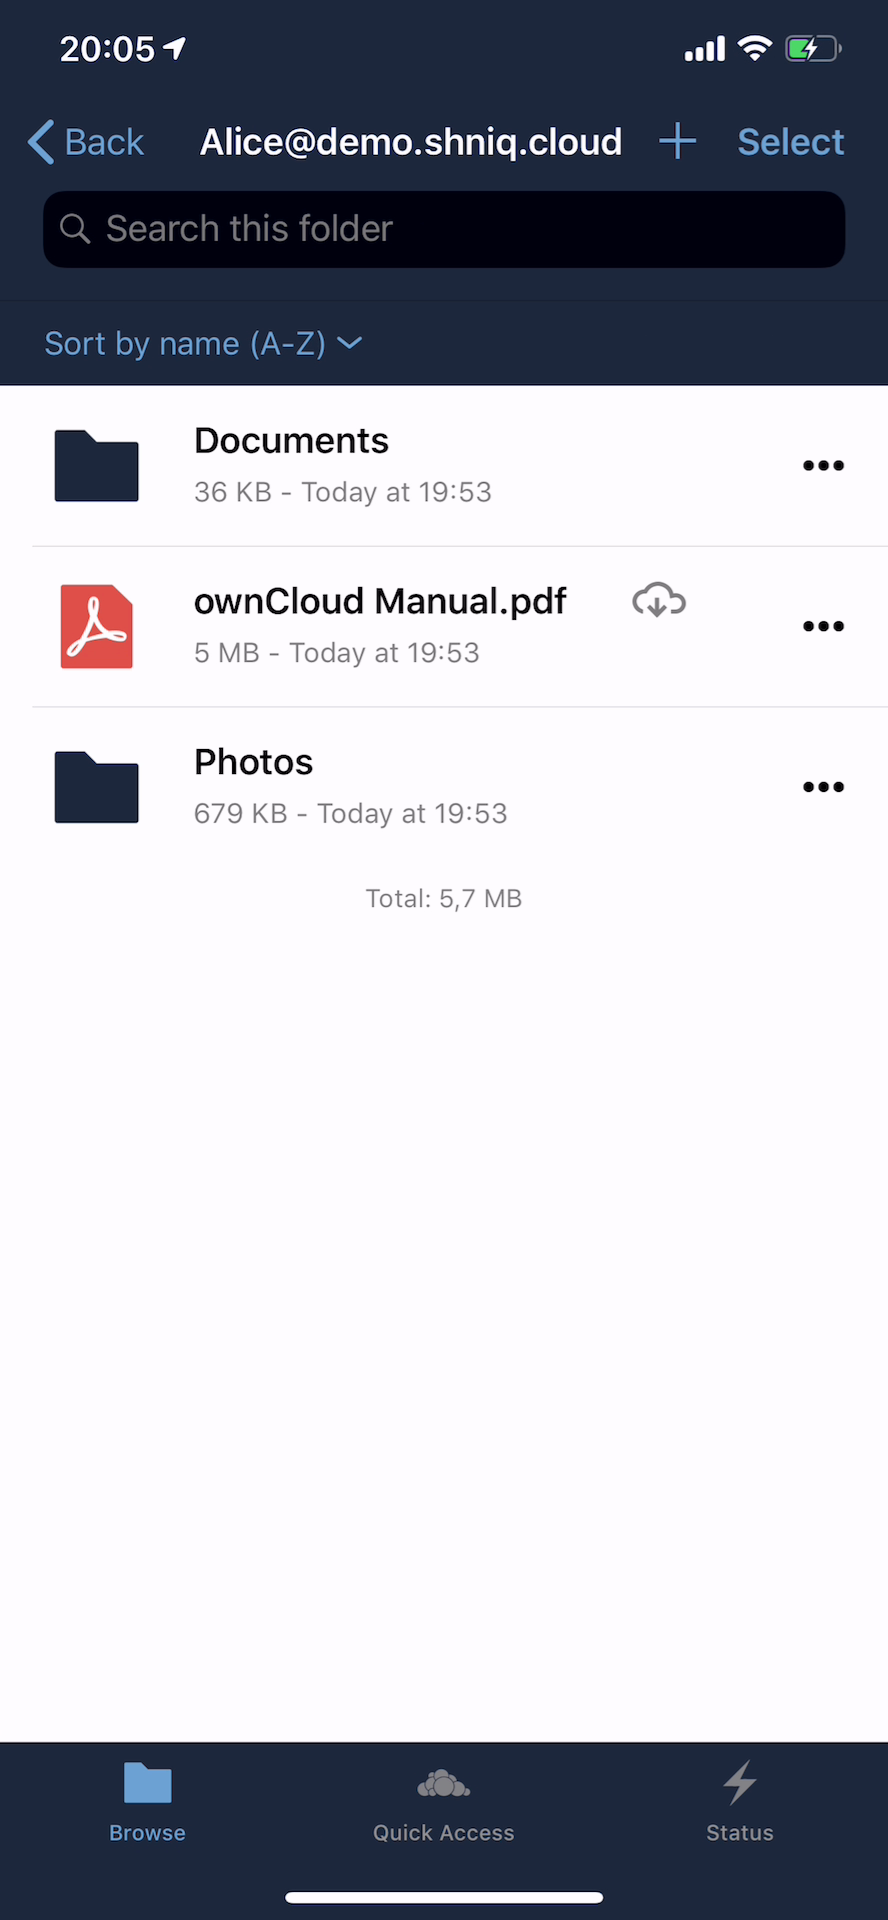 20:05
Back Alice@demo.shniq.cloud Select
Search this folder
Sort by name (A-Z)
Documents
36 KB - Today at 19:53
ownCloud Manual.pdf
5 MB - Today at 19:53
Photos
679 KB - Today at 19:53
Total: 5,7 MB
Browse Quick Access Status